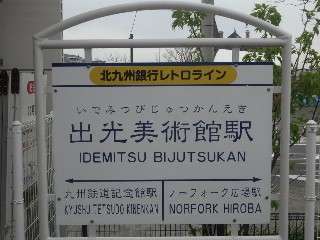 北九州銀行レトロライン
いでみつびじゅつかんえき
出光美術館駅
IDEMITSU BIJUTSUKAN
九州鉄道記念館駅 ノーフォーク広場駅
KYUSHU TETSUDO KINENKAN NORFORK HIROBA